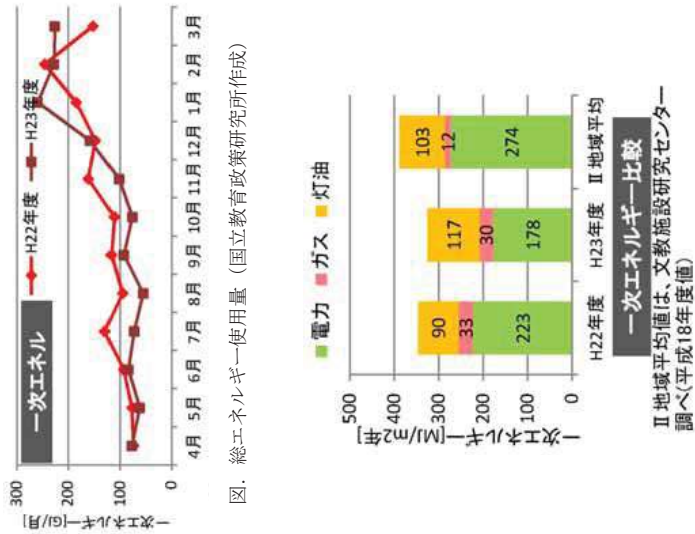 一次エネル
H22年度
H23年度
一次エネルギー[GJ/月]
300
200
100
0
4月 5月 6月 7月 8月 9月 10月 11月 12月 1月 2月 3月
図．総エネルギー使用量（国立教育政策研究所作成）
電力 ガス 灯油
一次エネルギー[MJ/m2年]
500
400
300
200
100
0
90 117 103
33 30 12
223 178 274
H22年度 H23年度 Ⅱ地域平均
一次エネルギー比較
Ⅱ地域平均値は、文教施設研究センター
調べ(平成18年度値)